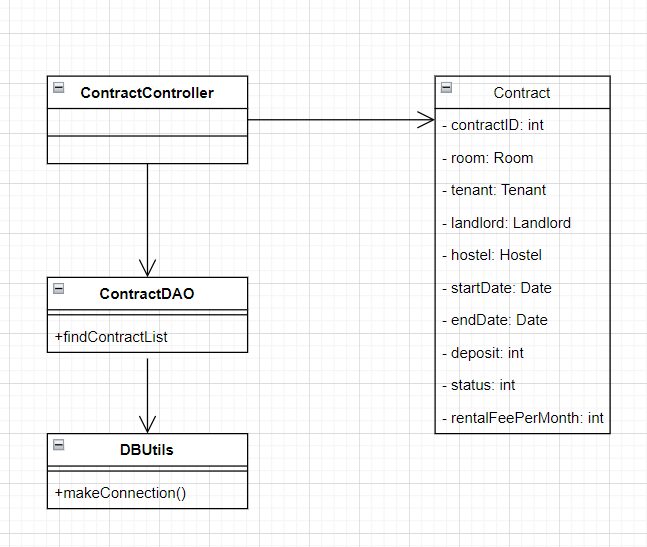 ContractController
Contract
- contractID: int
- room: Room
- tenant: Tenant
- landlord: Landlord
- hostel: Hostel
- startDate: Date
- endDate: Date
- deposit: int
- status: int
- rentalFeePerMonth: int
ContractDAO
+findContractList
DBUtils
+makeConnection()